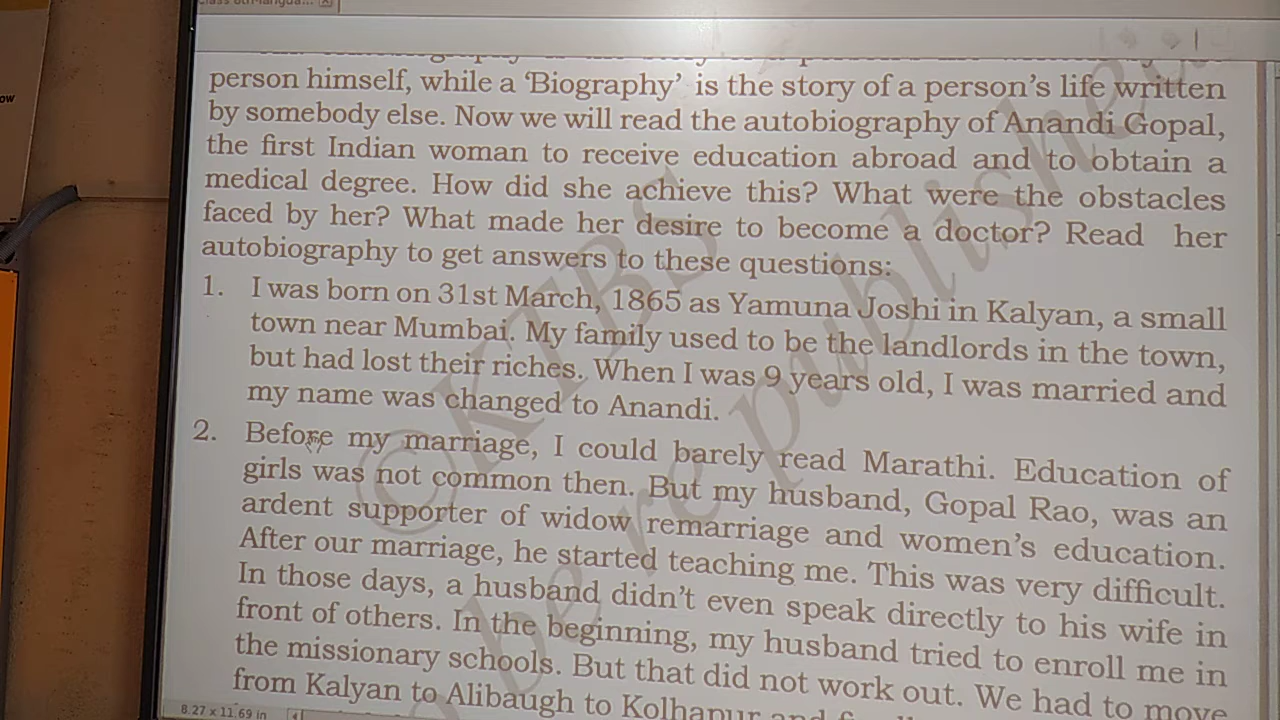 person himself, while a 'Biography' is the story of a person's life written
by somebody else. Now we will read the autobiography of Anandi Gopal,
the first Indian woman to receive education abroad and to obtain a
medical degree. How did she achieve this? What were the obstacles
faced by her? What made her desire to become a doctor? Read her
autobiography to get answers to these questions:
1. I was born on 31st March, 1865 as Yamuna Joshi in Kalyan, a small
town near Mumbai. My family used to be the landlords in the town,
but had lost their riches. When I was 9 years old, I was married and
my name was changed to Anandi.
2. Before my marriage, I could barely read Marathi. Education of
girls was not common then. But my husband, Gopal Rao, was an
ardent supporter of widow remarriage and women's education.
After our marriage, he started teaching me. This was very difficult.
In those days, a husband didn't even speak directly to his wife in
front of others. In the beginning, my husband tried to enroll me in
the missionary schools. But that did not work out. We had to move
from Kalyan to Alibaugh to Kolhapur and
8.27 x 11.69 in
©KTBS
be republished